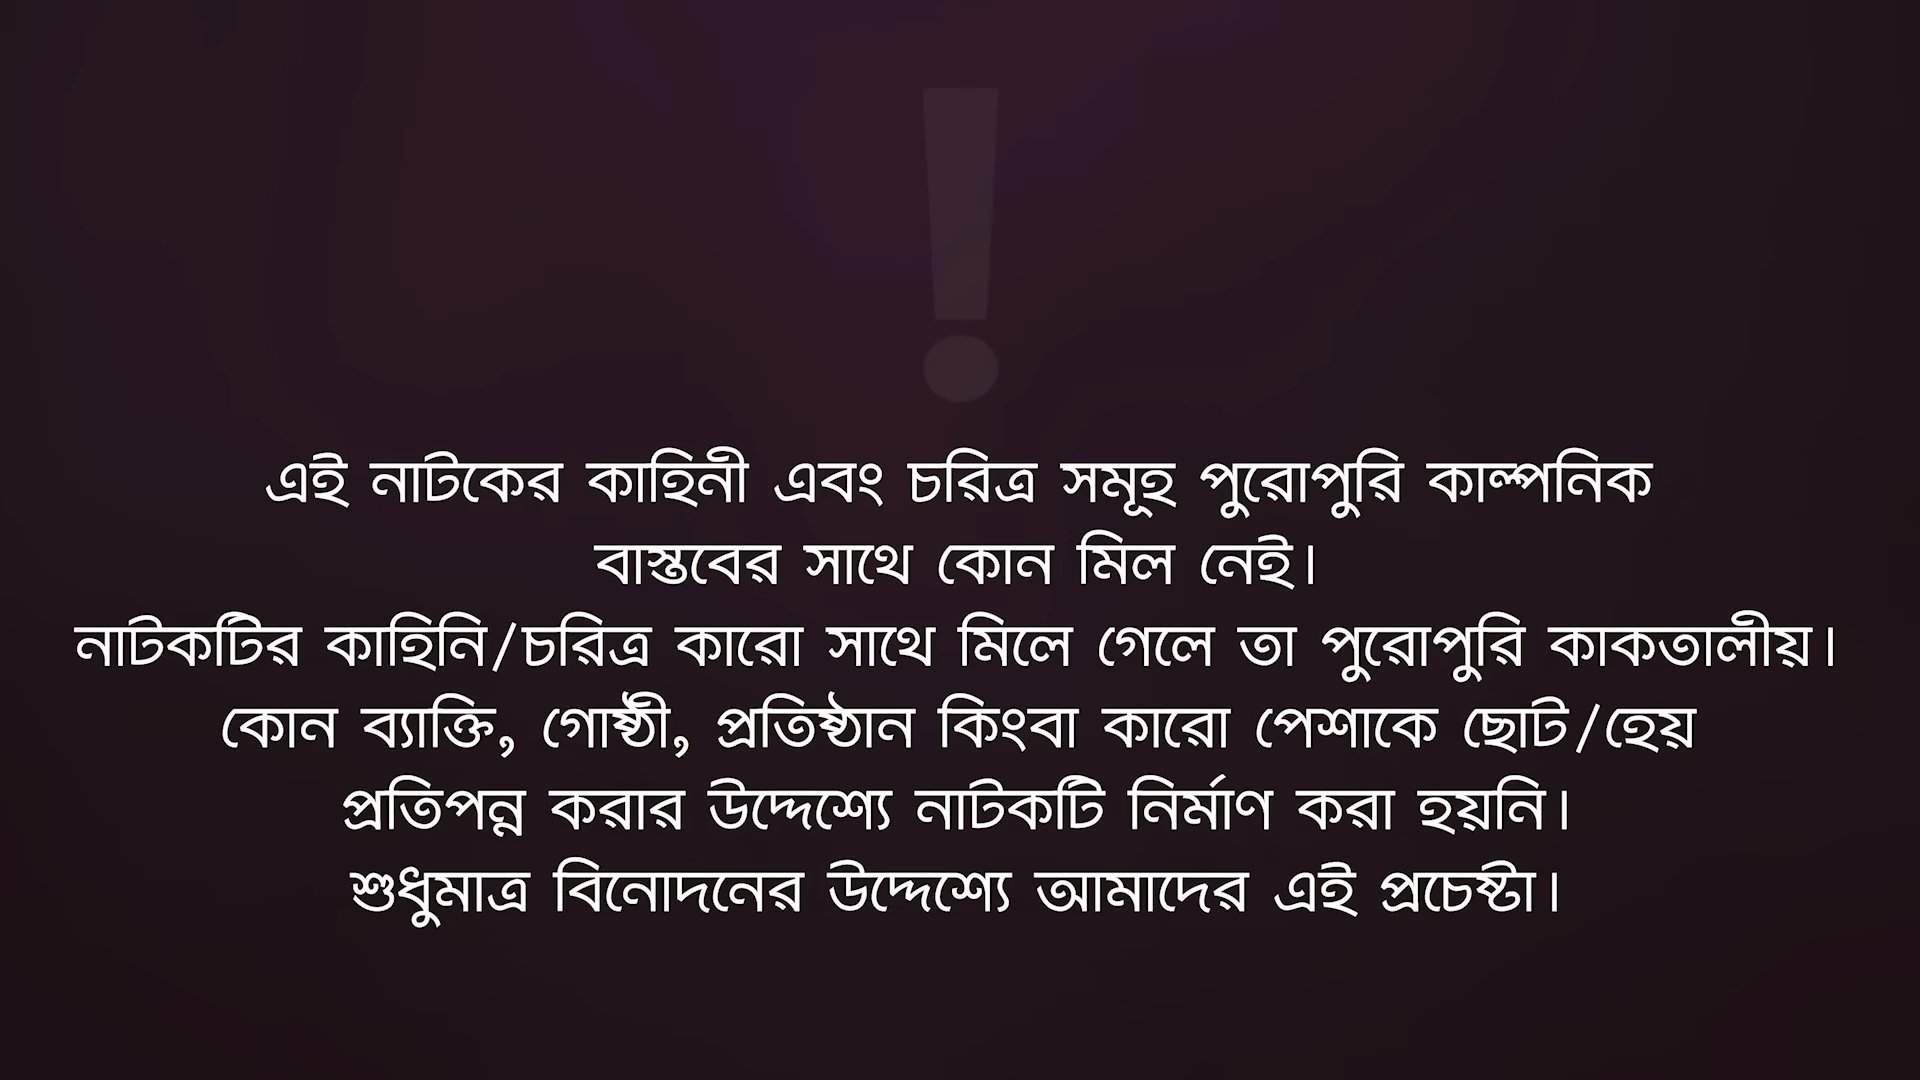 এই নাটকের কাহিনী এবং চরিত্র সমূহ পুরোপুরি কাল্পনিক
বাস্তবের সাথে কোন মিল নেই।
নাটকটির কাহিনি/চরিত্র কারো সাথে মিলে গেলে তা পুরোপুরি কাকতালীয়।
কোন ব্যাক্তি, গোষ্ঠী, প্রতিষ্ঠান কিংবা কারো পেশাকে ছোট/হেয়
প্রতিপন্ন করার উদ্দেশ্যে নাটকটি নির্মাণ করা হয়নি।
শুধুমাত্র বিনোদনের উদ্দেশ্যে আমাদের এই প্রচেষ্টা।